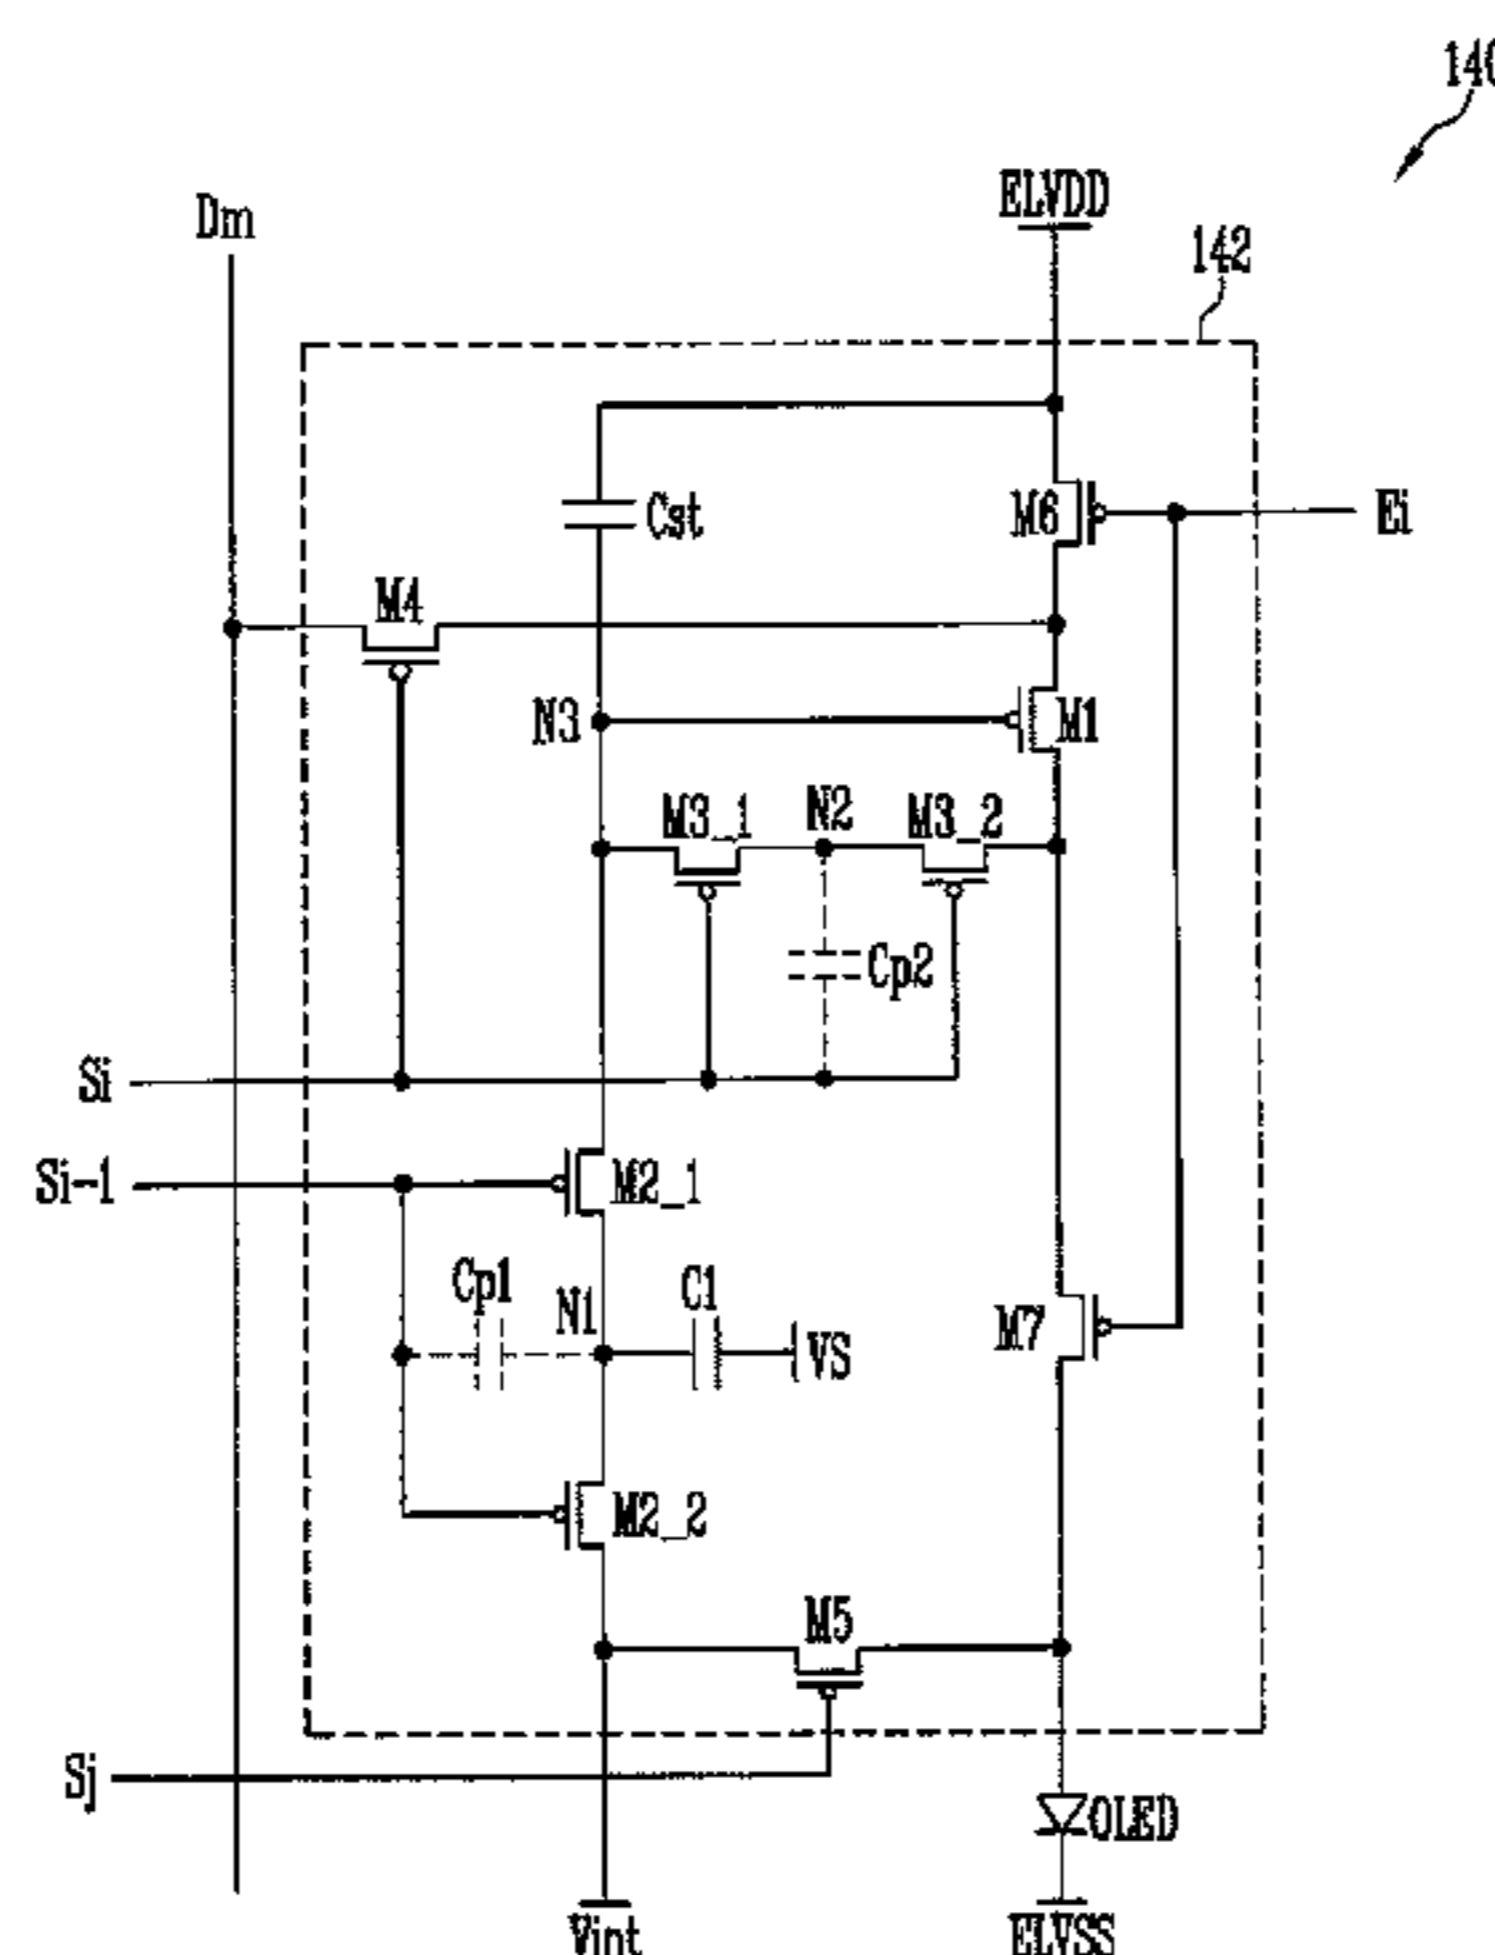 140
ELVDD
Dm
142
Cst
M6
Ei
M4
N3
M1
M3_1
N2
M3_2
Cp2
Si
Si-1
M2_1
Cp1
N1
C1
M7
VS
M2_2
M5
Sj
OLED
Vint
ELVSS